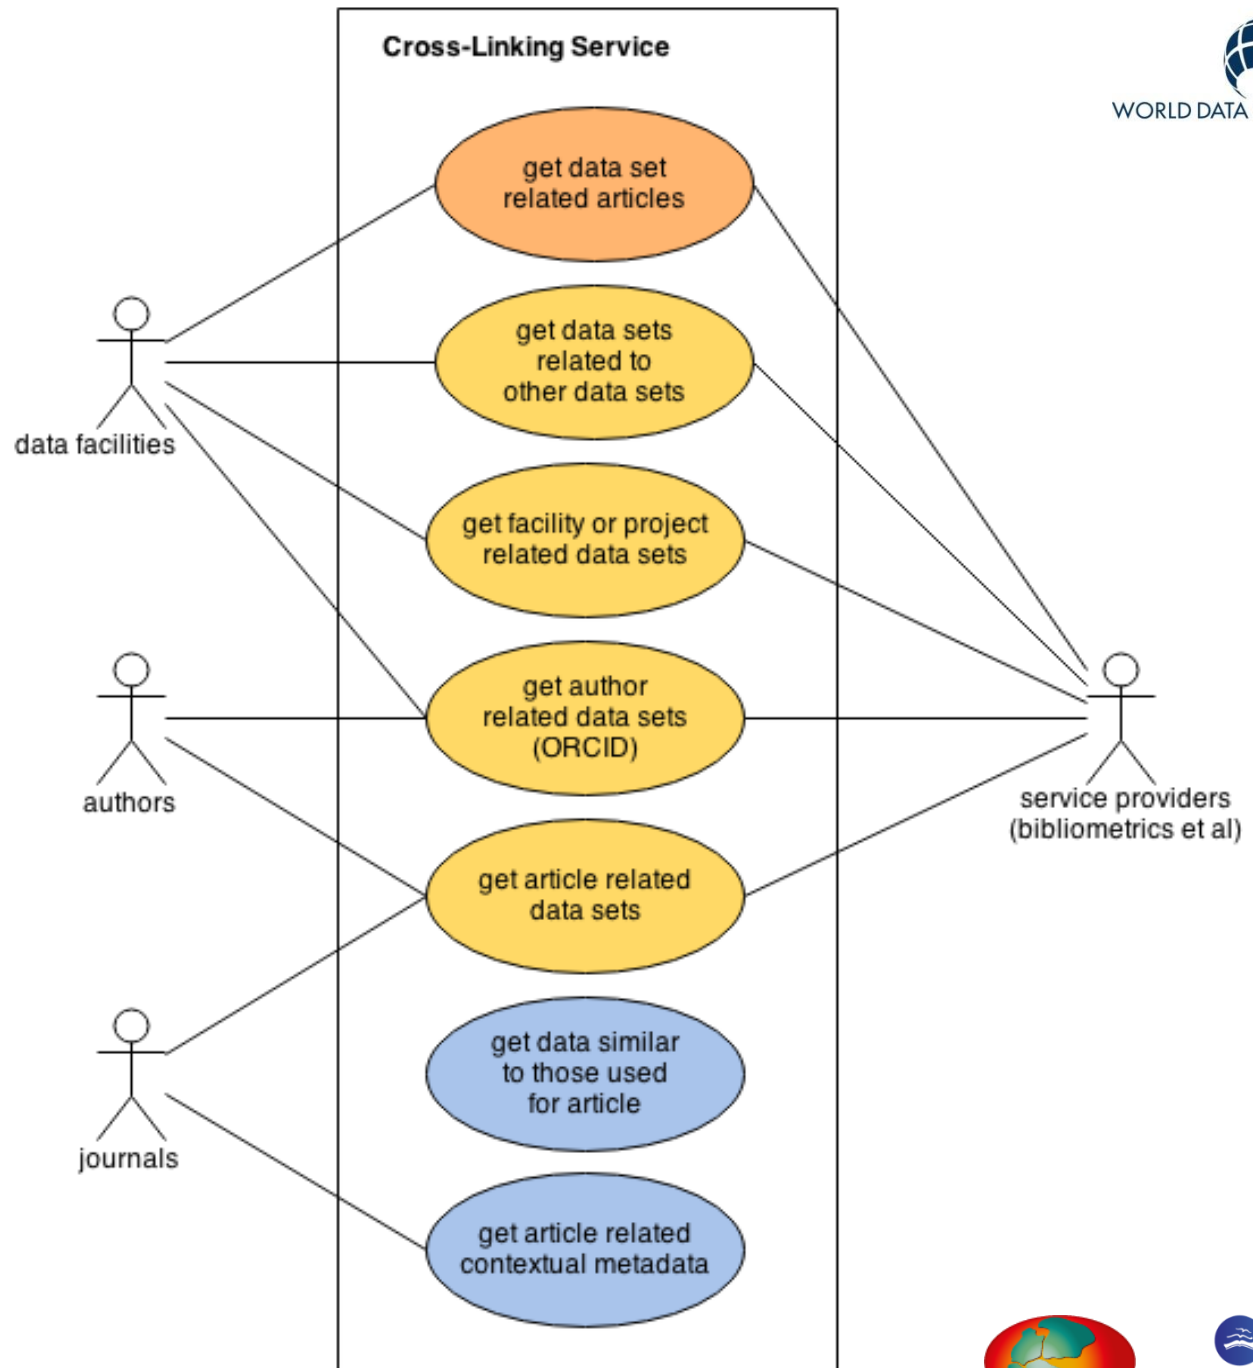 Cross-Linking Service
WORLD DATA
get data set
related articles
get data sets
related to
other data sets
data facilities
get facility or project
related data sets
get author
related data sets
(ORCID)
authors
service providers
(bibliometrics et al)
get article related
data sets
get data similar
to those used
for article
journals
get article related
contextual metadata